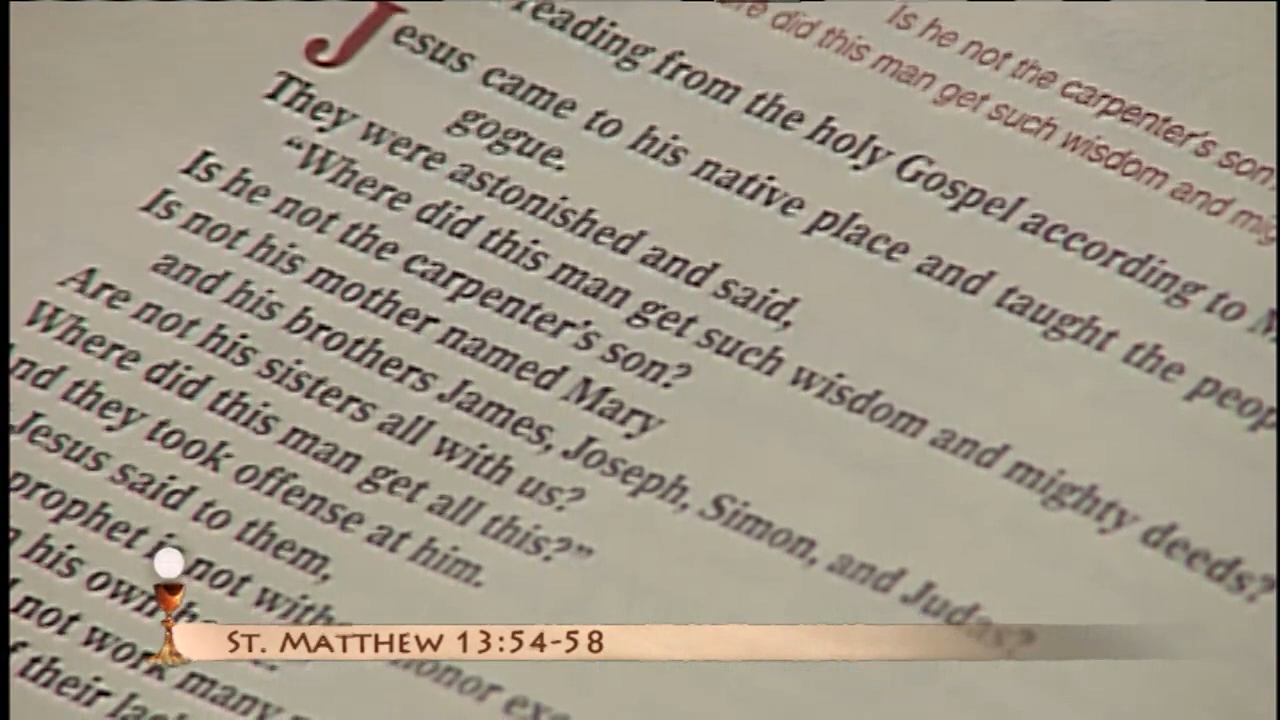 Is he not the carpenter's son
did this man get such wisdom and
reading from the holy Gospel according to
Jesus came to his native place and taught the
gogue.
They were astonished and said,
“Where did this man get such wisdom and mighty deeds?
Is he not the carpenter's son?
Is not his mother named Mary
and his brothers James, Joseph, Simon, and Judas?
Are not his sisters all with us?
Where did this man get all this?”
they took offense at him.
Jesus said to them,
prophet is not
his own
not work many
their
ST. MATTHEW 13:54-58